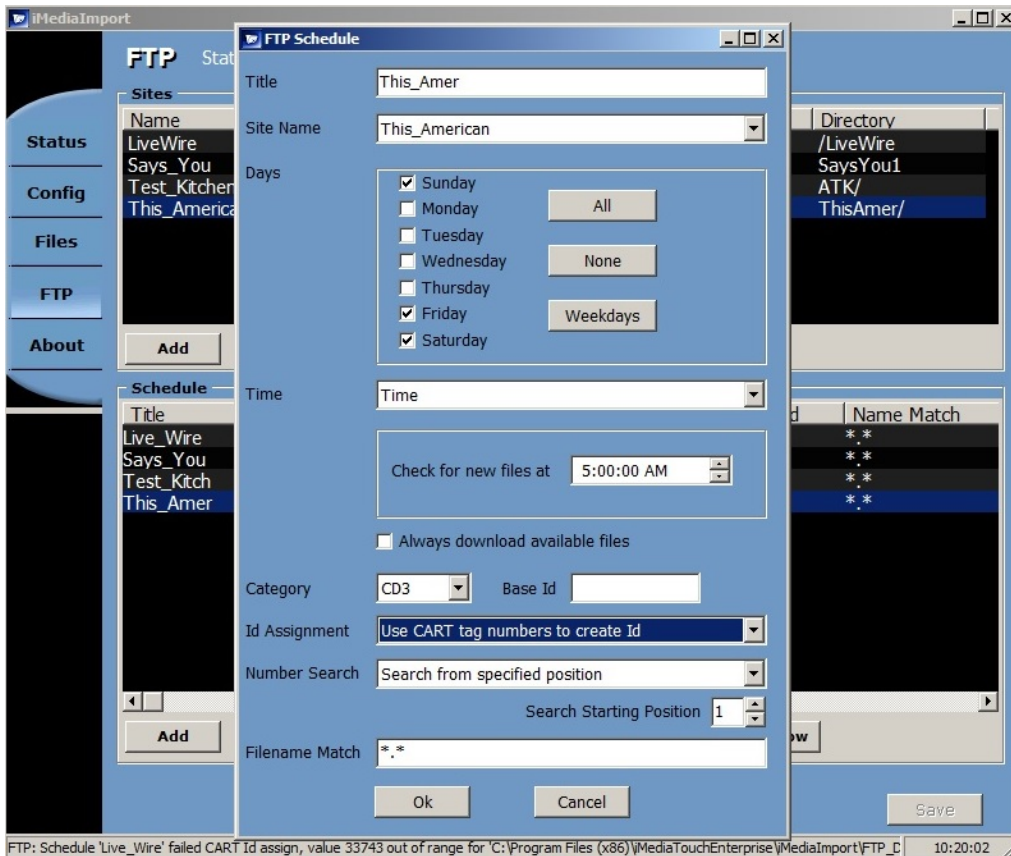 iMediaImport
FTP Schedule
FTP
Stat
Sites
Name
Directory
LiveWire
/LiveWire
Says_You
SaysYou1
Test_Kitchen
ATK/
This_America
ThisAmer/
Status
Config
Files
FTP
About
Add
Schedule
Title
d
Name Match
Live_Wire
*.*
Says_You
*.*
Test_Kitch
*.*
This_Amer
*.*
Add
ow
Save
Title
This_Amer
Site Name
This_American
Days
Sunday
Monday
Tuesday
Wednesday
Thursday
Friday
Saturday
All
None
Weekdays
Time
Time
Check for new files at
5:00:00 AM
Always download available files
Category
CD3
Base Id
Id Assignment
Use CART tag numbers to create Id
Number Search
Search from specified position
Search Starting Position
1
Filename Match
*.*
Ok
Cancel
FTP: Schedule 'Live_Wire' failed CART Id assign, value 33743 out of range for 'C:\Program Files (x86)\iMediaTouchEnterprise\iMediaImport\FTP_D
10:20:02